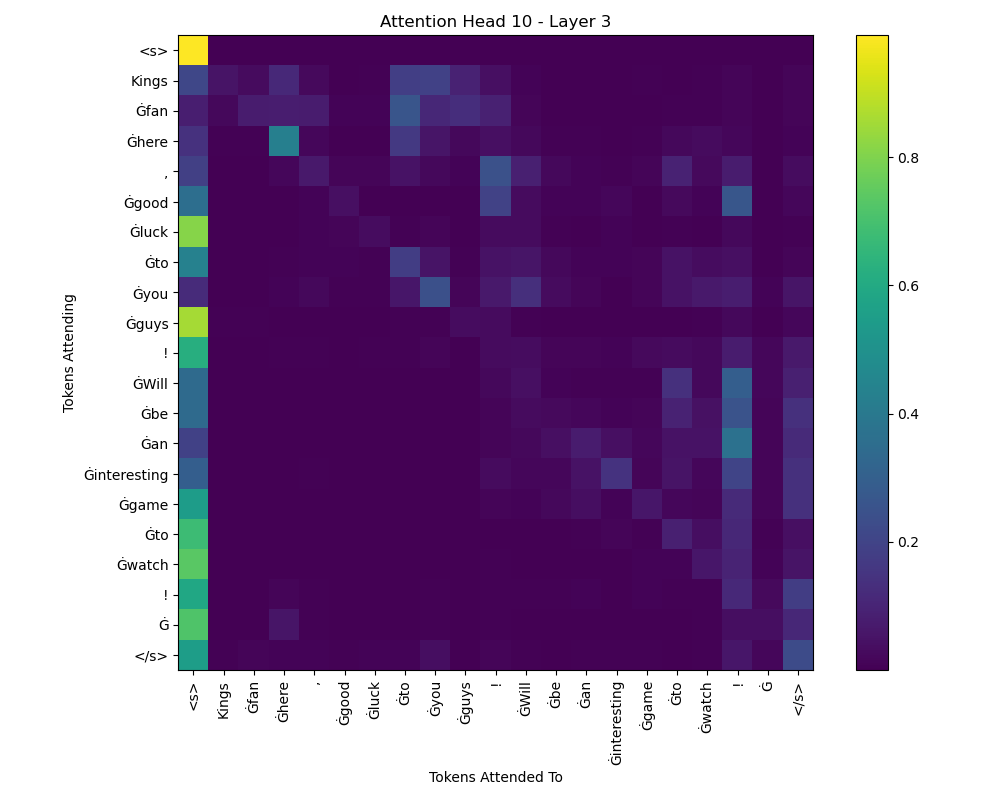 Attention Head 10 - Layer 3
<s>
Kings
Ġfan
Ġhere
,
Ġgood
Ġluck
Ġto
Ġyou
Ġguys
!
ĠWill
Ġbe
Ġan
Ġinteresting
Ġgame
Ġto
Ġwatch
!
Ġ
</s>
Tokens Attending
<s>
Kings
Ġfan
Ġhere
,
Ġgood
Ġluck
Ġto
Ġyou
Ġguys
!
ĠWill
Ġbe
Ġan
Ġinteresting
Ġgame
Ġto
Ġwatch
!
Ġ
</s>
Tokens Attended To
0.8
0.6
0.4
0.2